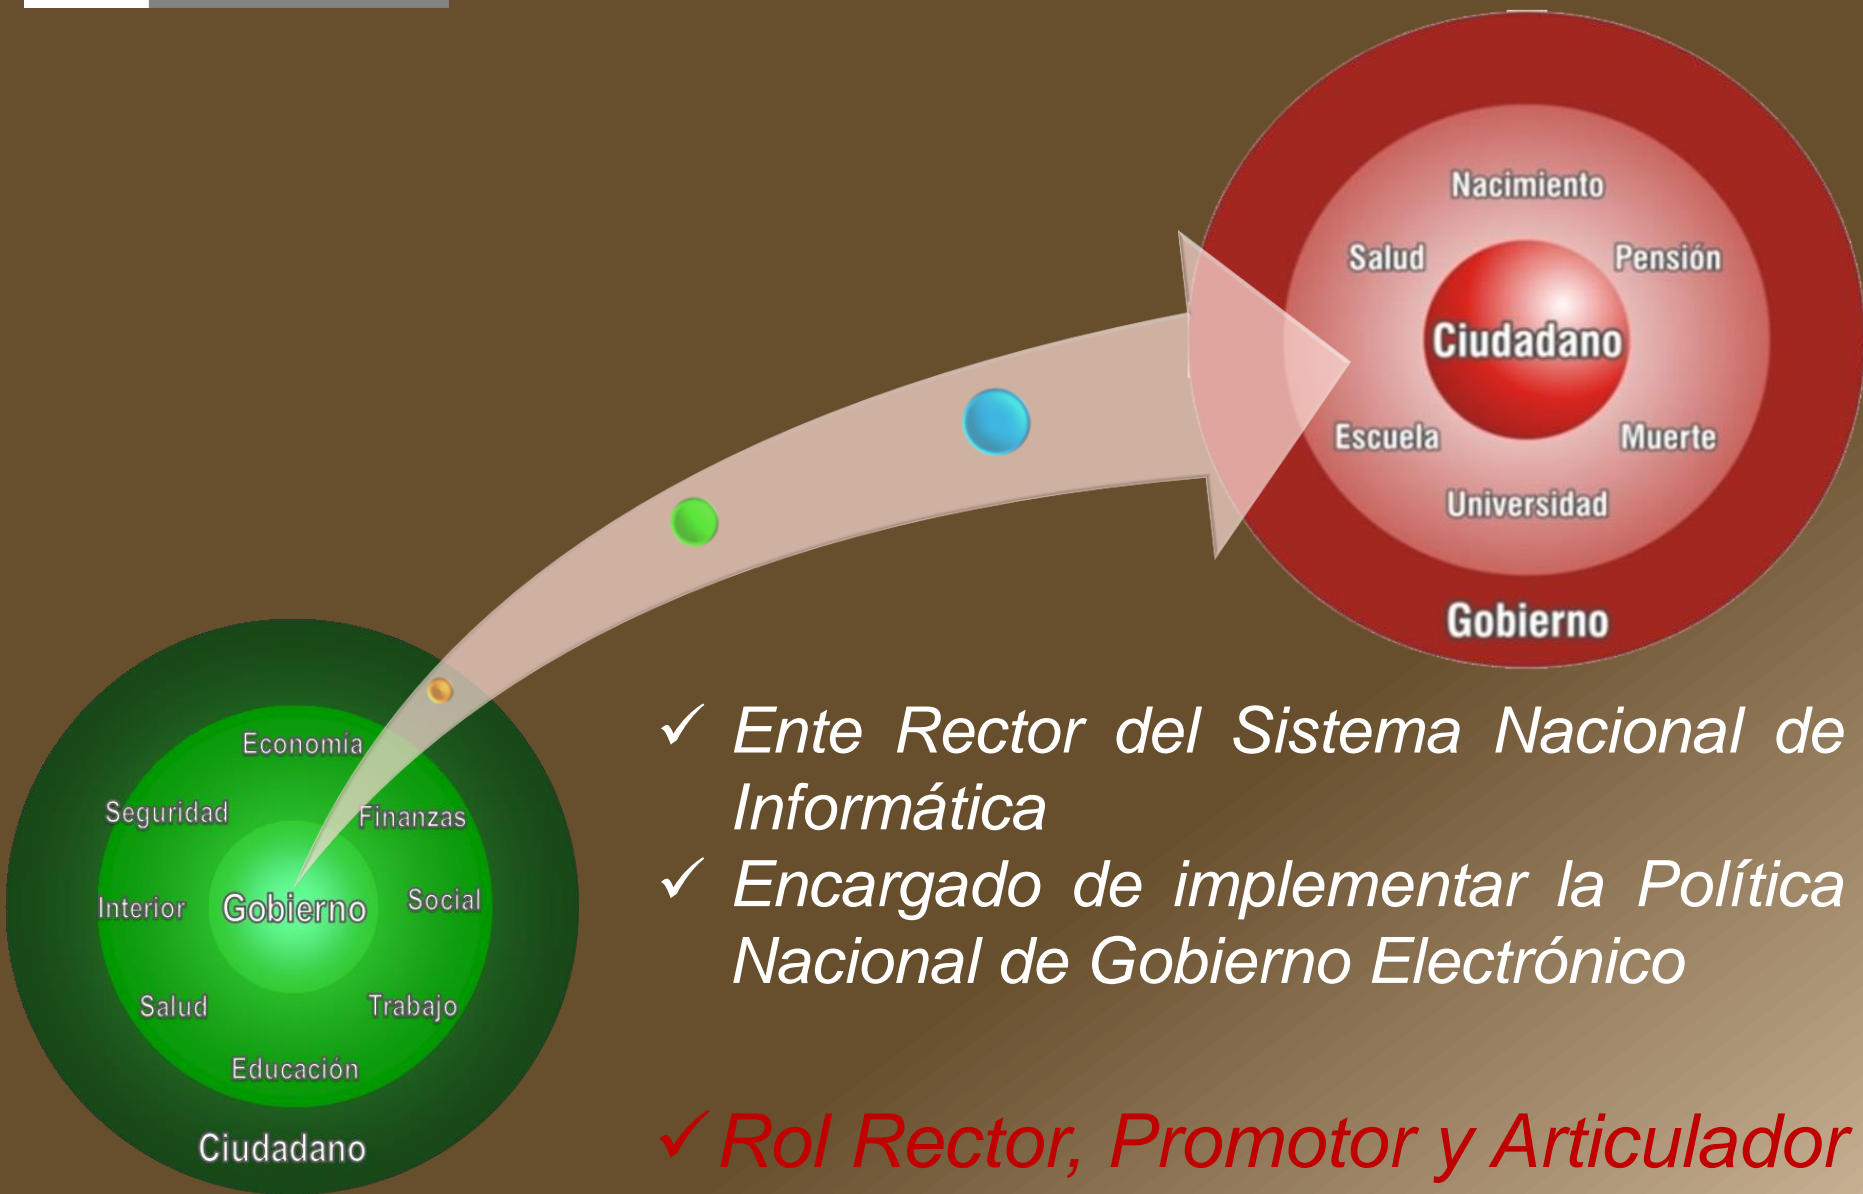 Nacimiento
Salud
Pensión
Ciudadano
Escuela
Muerte
Universidad
Gobierno
Economía
Seguridad
Finanzas
Interior
Gobierno
Social
Salud
Trabajo
Educación
Ciudadano
✓ Ente Rector del Sistema Nacional de
Informática
✓ Encargado de implementar la Política
Nacional de Gobierno Electrónico
✓ Rol Rector, Promotor y Articulador